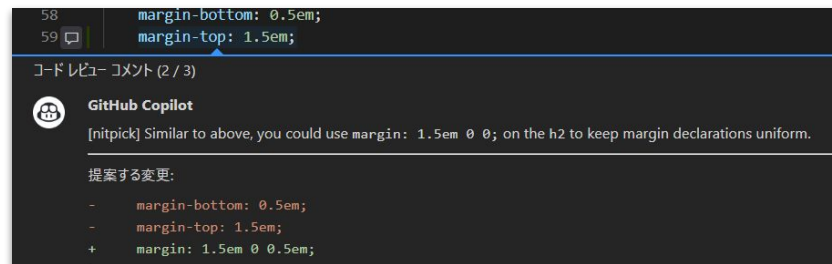 58 margin-bottom: 0.5em;
59 margin-top: 1.5em;
コード レビュー コメント (2 / 3)
GitHub Copilot
[nitpick] Similar to above, you could use margin: 1.5em 0 0; on the h2 to keep margin declarations uniform.
提案する変更:
- margin-bottom: 0.5em;
- margin-top: 1.5em;
+ margin: 1.5em 0 0.5em;